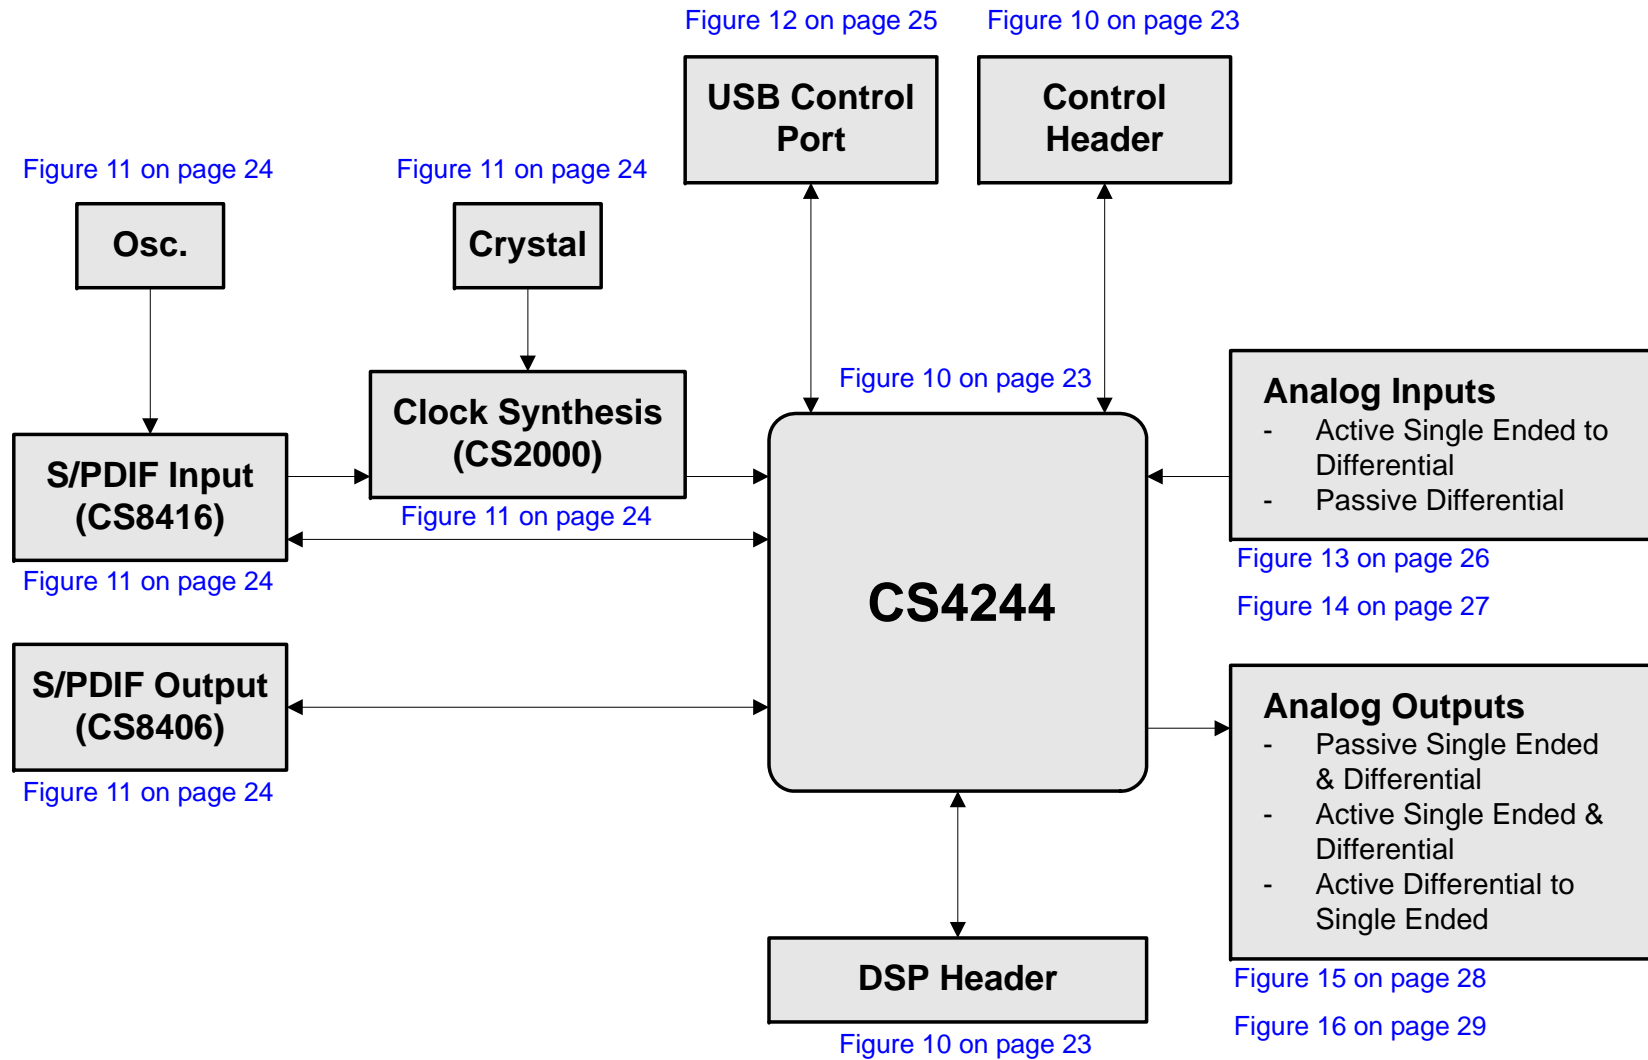 Figure 12 on page 25
Figure 10 on page 23
USB Control
Port
Control
Header
Figure 11 on page 24
Figure 11 on page 24
Osc.
Crystal
Figure 10 on page 23
Clock Synthesis
(CS2000)
S/PDIF Input
(CS8416)
Figure 11 on page 24
Figure 11 on page 24
Analog Inputs
- Active Single Ended to
Differential
- Passive Differential
Figure 13 on page 26
Figure 14 on page 27
CS4244
S/PDIF Output
(CS8406)
Figure 11 on page 24
Analog Outputs
- Passive Single Ended
& Differential
- Active Single Ended &
Differential
- Active Differential to
Single Ended
Figure 15 on page 28
Figure 16 on page 29
DSP Header
Figure 10 on page 23